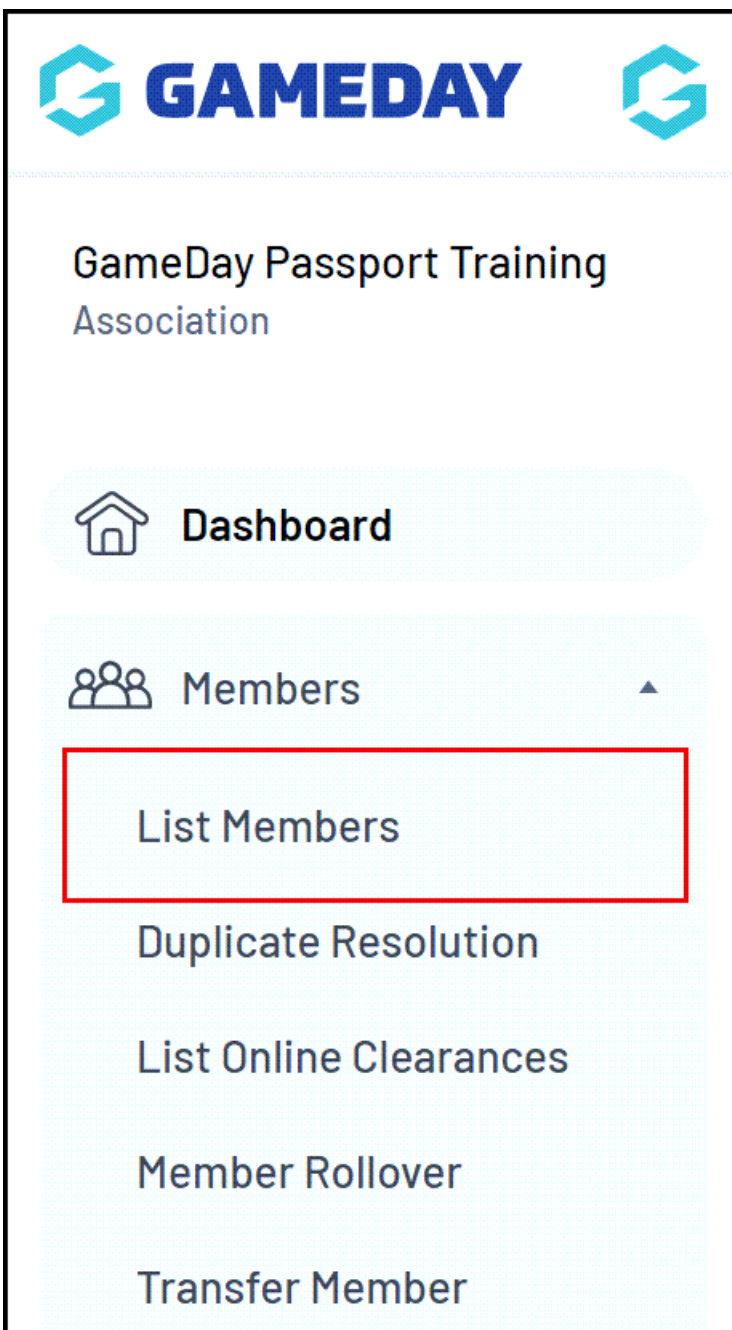 GAMEDAY
GameDay Passport Training
Association
Dashboard
Members
List Members
Duplicate Resolution
List Online Clearances
Member Rollover
Transfer Member